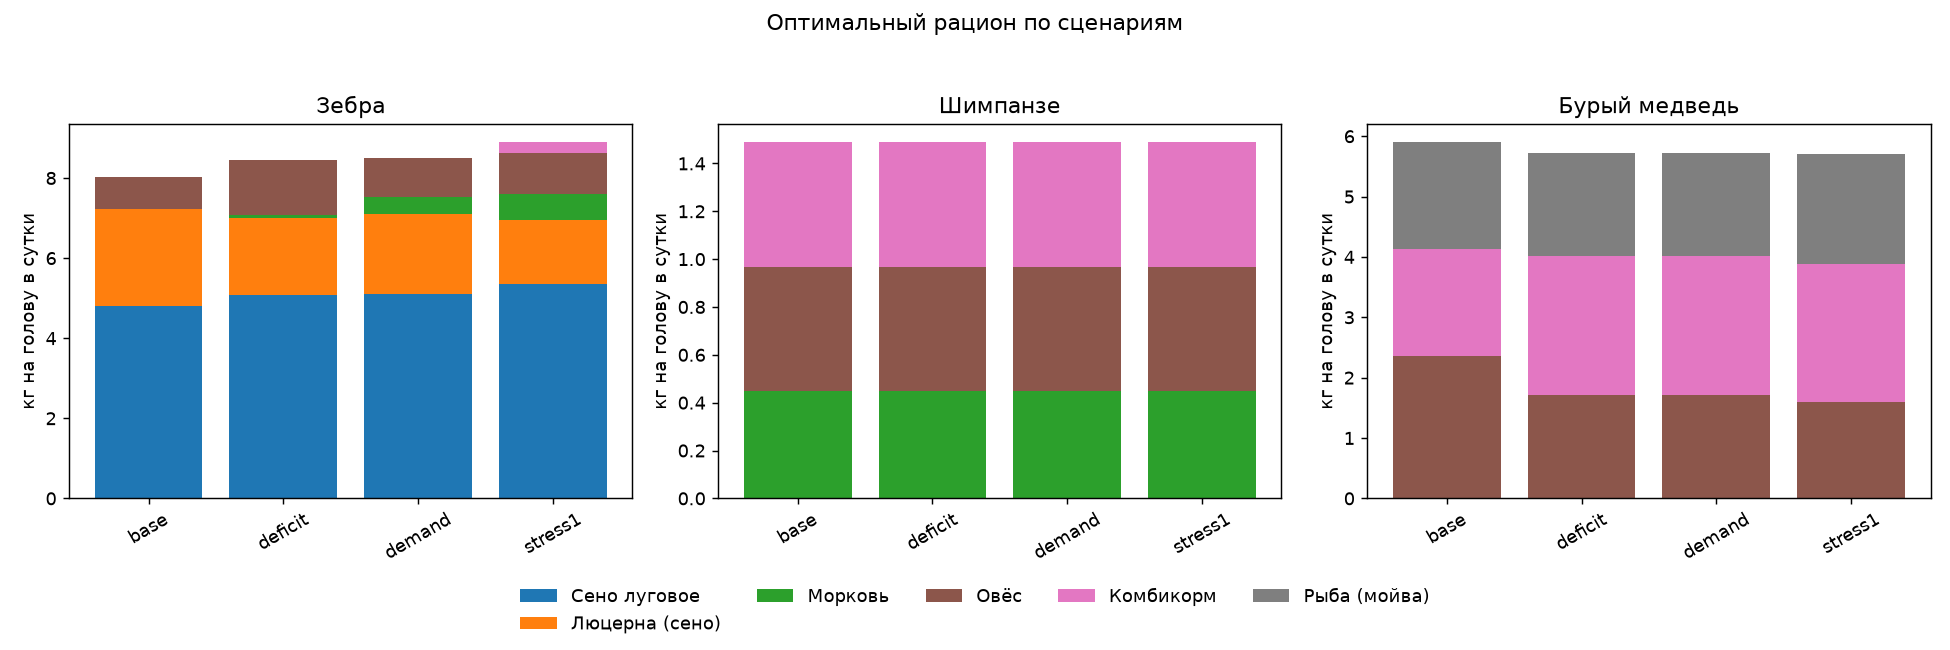 Оптимальный рацион по сценариям
Зебра
кг на голову в сутки
8
6
4
2
0
base
deficit
demand
stress1
Шимпанзе
кг на голову в сутки
1.4
1.2
1.0
0.8
0.6
0.4
0.2
0.0
base
deficit
demand
stress1
Бурый медведь
кг на голову в сутки
6
5
4
3
2
1
0
base
deficit
demand
stress1
Сено луговое
Люцерна (сено)
Морковь
Овёс
Комбикорм
Рыба (мойва)